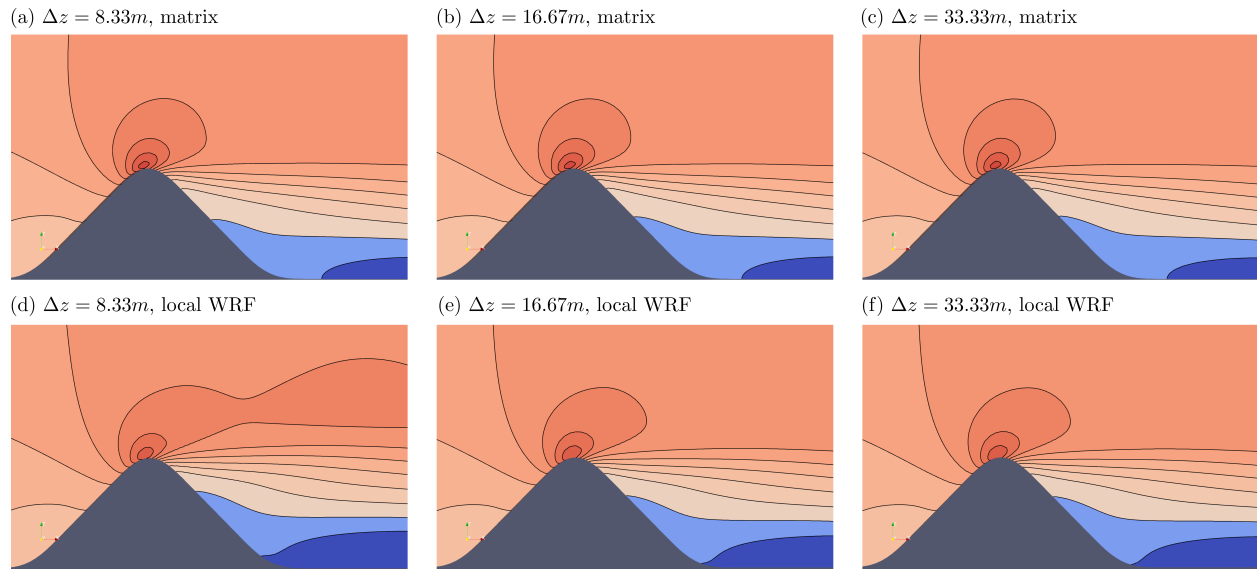 (a) Δz = 8.33m, matrix
(b) Δz = 16.67m, matrix
(c) Δz = 33.33m, matrix
(d) Δz = 8.33m, local WRF
(e) Δz = 16.67m, local WRF
(f) Δz = 33.33m, local WRF